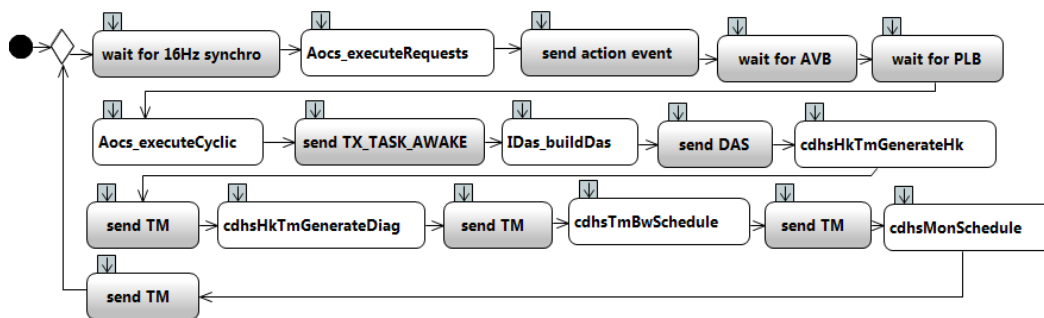 wait for 16Hz synchro
Aocs_executeRequests
send action event
wait for AVB
wait for PLB
Aocs_executeCyclic
send TX_TASK_AWAKE
IDas_buildDas
send DAS
cdhsHkTmGenerateHk
send TM
cdhsHkTmGenerateDiag
send TM
cdhsTmBwSchedule
send TM
cdhsMonSchedule
send TM